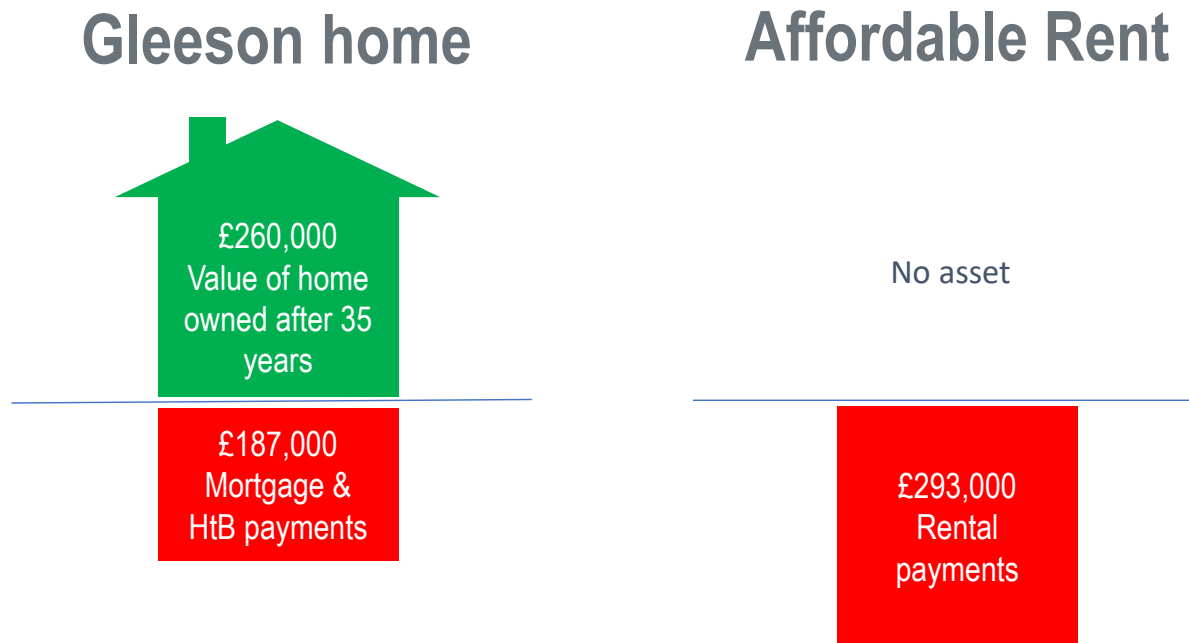 Gleeson home
£260,000
Value of home
owned after 35
years
£187,000
Mortgage &
HtB payments
Affordable Rent
No asset
£293,000
Rental
payments